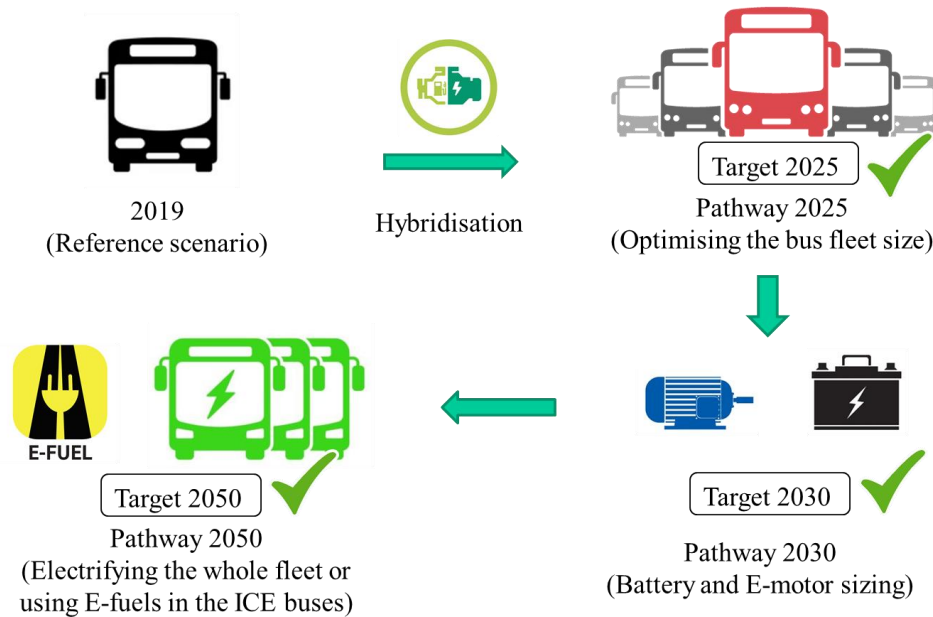 2019
(Reference scenario)
Hybridisation
Target 2025
Pathway 2025
(Optimising the bus fleet size)
E-FUEL
Target 2050
Pathway 2050
(Electrifying the whole fleet or
using E-fuels in the ICE buses)
Target 2030
Pathway 2030
(Battery and E-motor sizing)